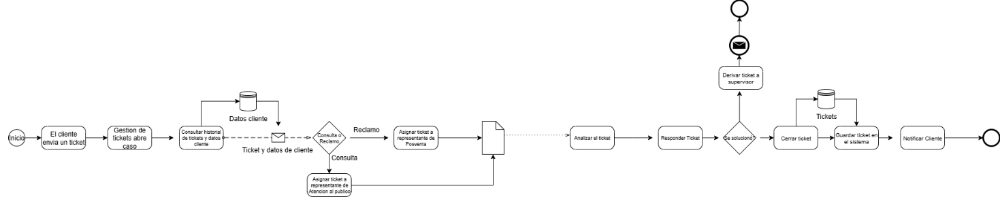 Inicio
El cliente
envia un ticket
Gestion de
tickets abre
caso
Consultar historial
de tickets y datos
cliente
Datos cliente
Ticket y datos de cliente
Consulta o
Reclamo
Reclamo
Consulta
Asignar ticket a
representante de
Posventa
Asignar ticket a
representante de
Atencion al publico
Analizar el ticket
Responder Ticket
Se solucionó?
Derivar ticket a
supervisor
Cerrar ticket
Tickets
Guardar ticket en
el sistema
Notificar Cliente